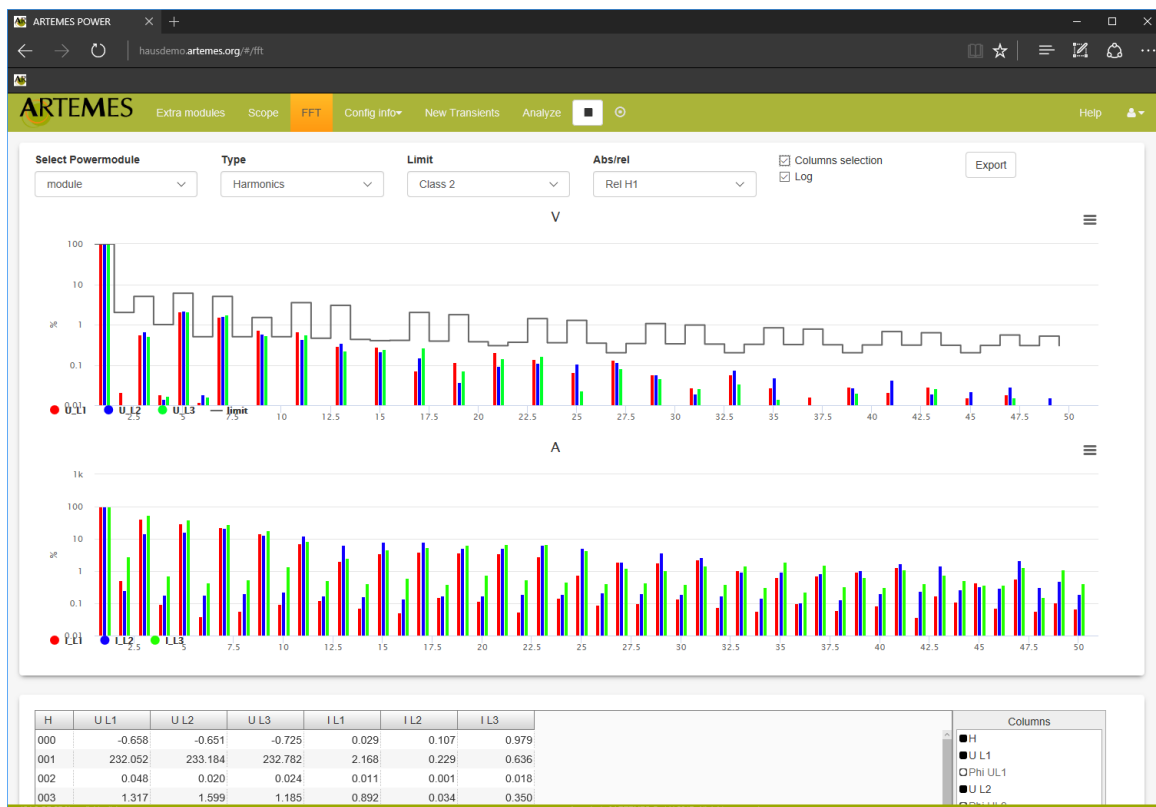 ARTEMES POWER
hausdemo.artemes.org/#/fft
ARTEMES Extra modules Scope FFT Config info New Transients Analyze Help
Select Powermodule Type Limit Abs/rel Columns selection Export
module Harmonics Class 2 Rel H1 Log
V
100
10
% 1
0.1
0.01
U_L1 U_L2 U_L3 limit
2.5 5 7.5 10 12.5 15 17.5 20 22.5 25 27.5 30 32.5 35 37.5 40 42.5 45 47.5 50
A
1k
100
10
% 1
0.1
0.01
I_L1 I_L2 I_L3
2.5 5 7.5 10 12.5 15 17.5 20 22.5 25 27.5 30 32.5 35 37.5 40 42.5 45 47.5 50
H U L1 U L2 U L3 I L1 I L2 I L3 Columns
000 -0.658 -0.651 -0.725 0.029 0.107 0.979 H
001 232.052 233.184 232.782 2.168 0.229 0.636 U L1
Phi UL1
002 0.048 0.020 0.024 0.011 0.001 0.018 U L2
003 1.317 1.599 1.185 0.892 0.034 0.350